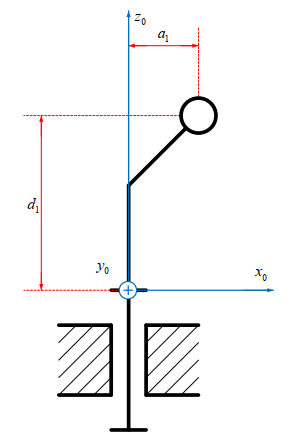 z₀
a₁
d₁
y₀
x₀